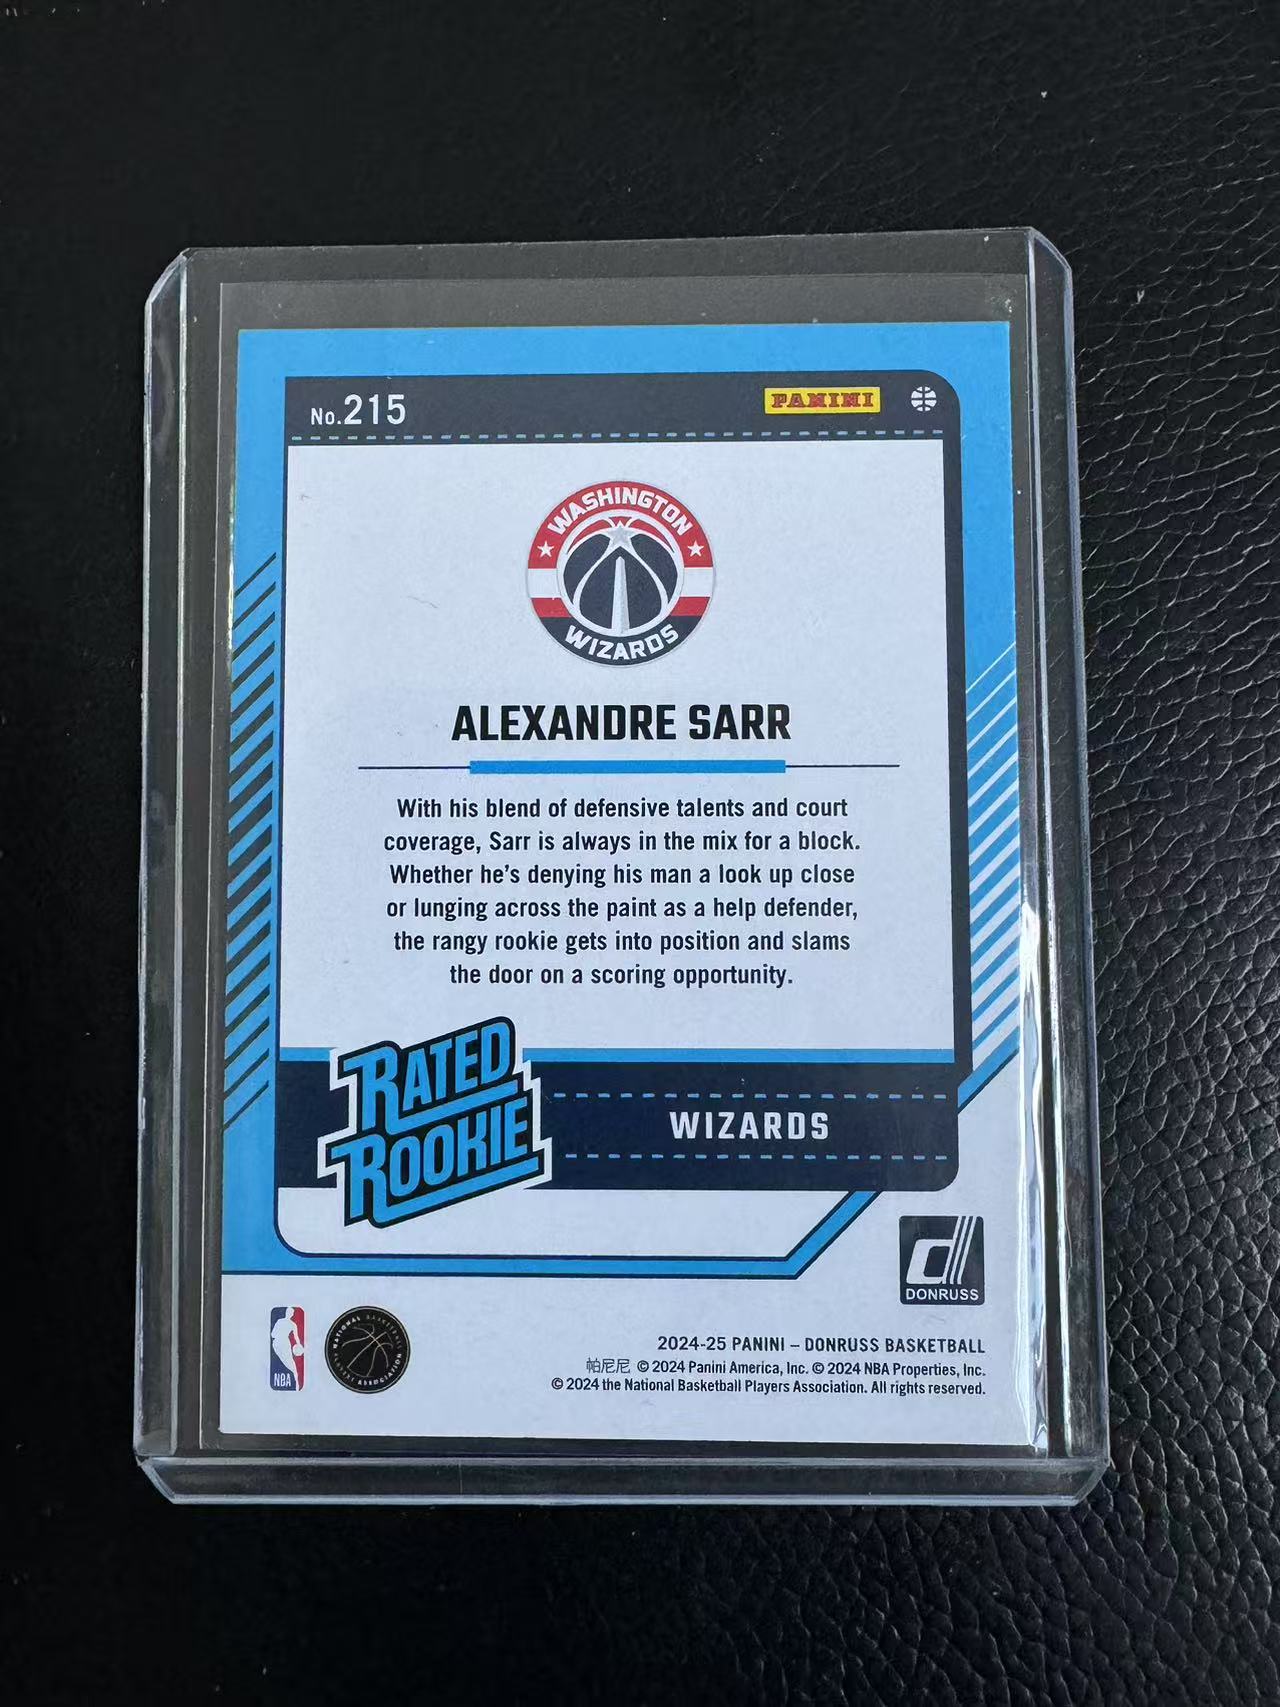 No.215
PANINI
WASHINGTON
WIZARDS
ALEXANDRE SARR
With his blend of defensive talents and court
coverage, Sarr is always in the mix for a block.
Whether he's denying his man a look up close
or lunging across the paint as a help defender,
the rangy rookie gets into position and slams
the door on a scoring opportunity.
RATED
ROOKIE
WIZARDS
DONRUSS
NBA
NATIONAL BASKETBALL
PLAYERS ASSOCIATION
2024-25 PANINI – DONRUSS BASKETBALL
帕尼尼 © 2024 Panini America, Inc. © 2024 NBA Properties, Inc.
© 2024 the National Basketball Players Association. All rights reserved.